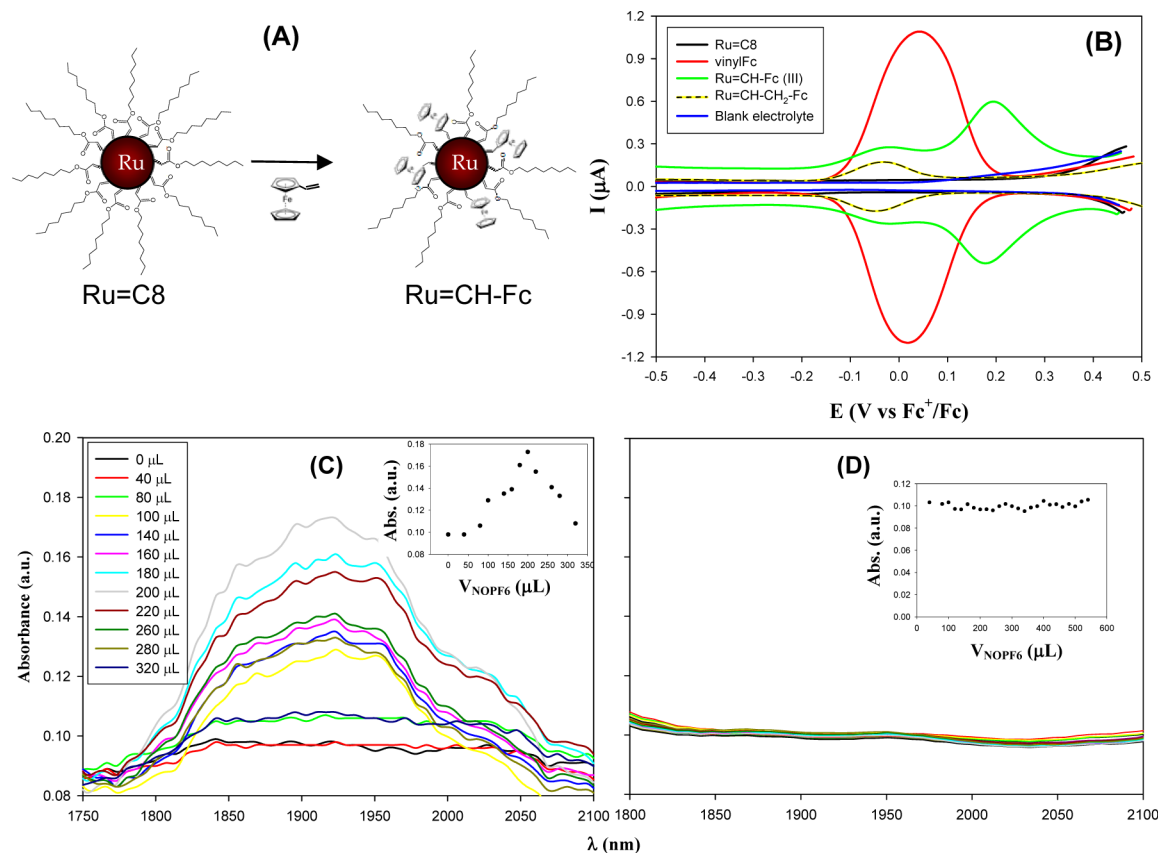 (A)
Ru
Ru
Fe
Ru=C8
Ru=CH-Fc
(B)
Ru=C8
vinylFc
Ru=CH-Fc (III)
Ru=CH-CH2-Fc
Blank electrolyte
1.2
0.9
0.6
0.3
0.0
-0.3
-0.6
-0.9
-1.2
I (μA)
-0.5 -0.4 -0.3 -0.2 -0.1 0.0 0.1 0.2 0.3 0.4 0.5
E (V vs Fc+/Fc)
(C)
0 μL
40 μL
80 μL
100 μL
140 μL
160 μL
180 μL
200 μL
220 μL
260 μL
280 μL
320 μL
0.20
0.18
0.16
0.14
0.12
0.10
0.08
Absorbance (a.u.)
1750 1800 1850 1900 1950 2000 2050 2100
0.18
0.16
0.14
0.12
0.10
0.08
Abs. (a.u.)
0 50 100 150 200 250 300 350
VNOPF6 (μL)
(D)
0.12
0.10
0.08
0.06
0.04
0.02
0.00
Abs. (a.u.)
0 100 200 300 400 500 600
VNOPF6 (μL)
1800 1850 1900 1950 2000 2050 2100
λ (nm)